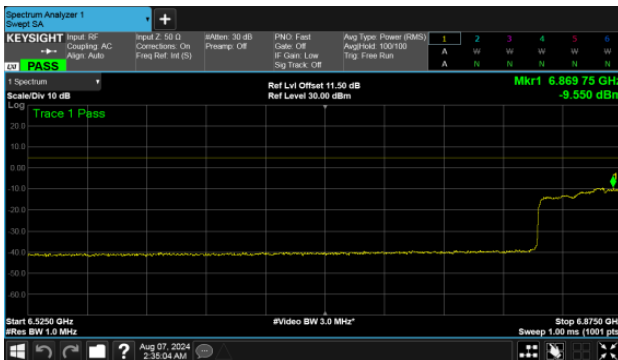 Spectrum Analyzer 1
Swept SA
+
KEYSIGHT Input: RF Input Z: 50 Ω #Atten: 30 dB PNO: Fast Avg Type: Power (RMS) 1 2 3 4 5 6
Coupling: AC Corrections: On Preamp: Off Gate: Off Avg|Hold: 100/100 A W W W W W
Align: Auto Freq Ref: Int (S) IF Gain: Low Trig: Free Run
LXI PASS Sig Track: Off A N N N N N
1 Spectrum Ref Lvl Offset 11.50 dB Mkr1 6.869 75 GHz
Scale/Div 10 dB Ref Level 30.00 dBm -9.550 dBm
Log
Trace 1 Pass
20.0
10.0
0.00
-10.0
-20.0
-30.0
-40.0
-50.0
-60.0
Start 6.5250 GHz #Video BW 3.0 MHz* Stop 6.8750 GHz
#Res BW 1.0 MHz Sweep 1.00 ms (1001 pts
? Aug 07, 2024
2:35:04 AM